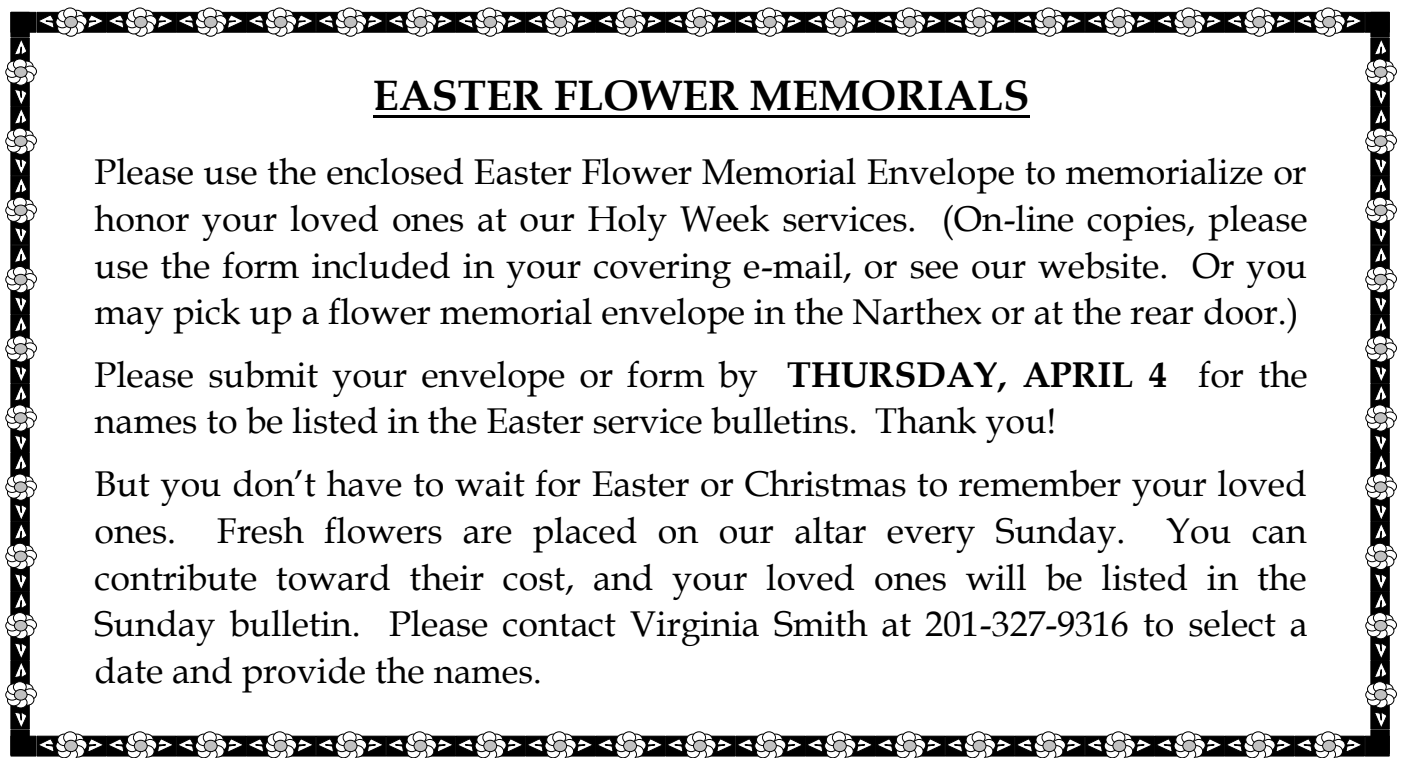 EASTER FLOWER MEMORIALS
Please use the enclosed Easter Flower Memorial Envelope to memorialize or
honor your loved ones at our Holy Week services.  (On-line copies, please
use the form included in your covering e-mail, or see our website.  Or you
may pick up a flower memorial envelope in the Narthex or at the rear door.)
Please submit your envelope or form by  THURSDAY, APRIL 4  for the
names to be listed in the Easter service bulletins.  Thank you!
But you don’t have to wait for Easter or Christmas to remember your loved
ones.  Fresh flowers are placed on our altar every Sunday.  You can
contribute toward their cost, and your loved ones will be listed in the
Sunday bulletin.  Please contact Virginia Smith at 201-327-9316 to select a
date and provide the names.